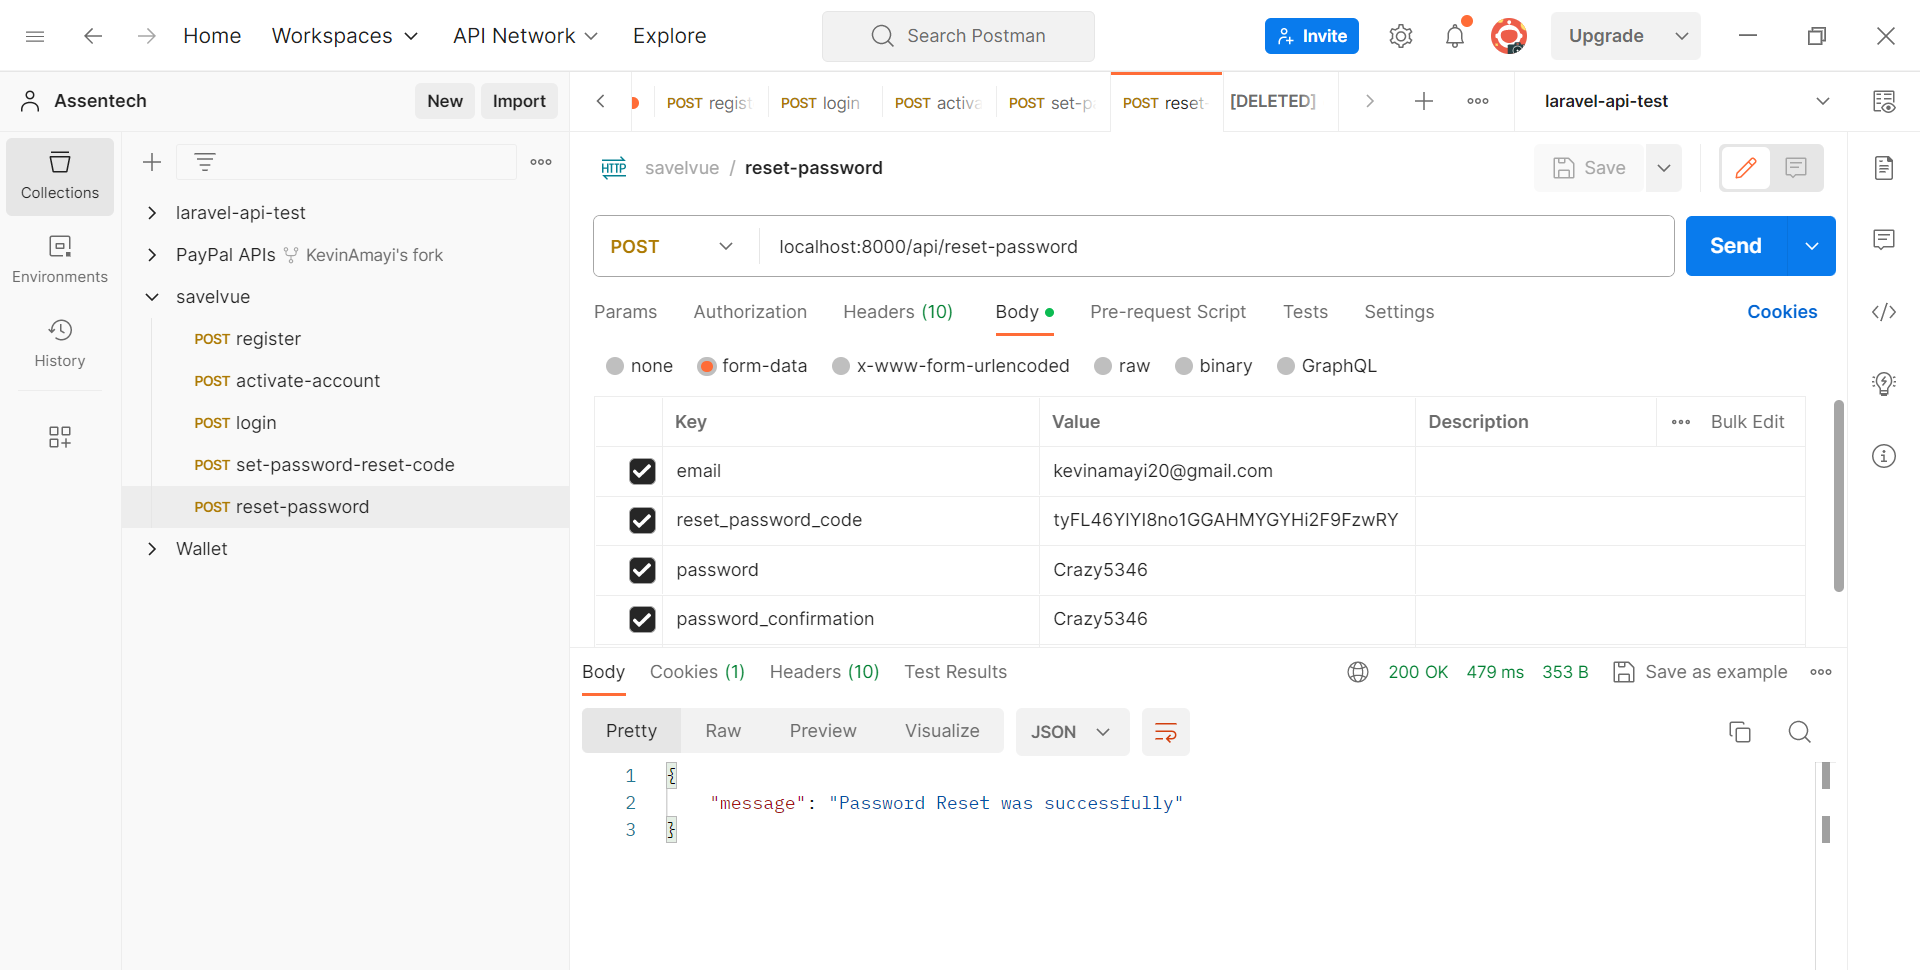 Home Workspaces API Network Explore Search Postman Invite Upgrade
Assentech New Import
POST regist POST login POST activa POST set-pa POST reset- [DELETED] laravel-api-test
Collections
Environments
History
laravel-api-test
PayPal APIs KevinAmayi's fork
savelvue
POST register
POST activate-account
POST login
POST set-password-reset-code
POST reset-password
Wallet
HTTP savelvue / reset-password Save
POST localhost:8000/api/reset-password Send
Params Authorization Headers (10) Body Pre-request Script Tests Settings Cookies
none form-data x-www-form-urlencoded raw binary GraphQL
Key Value Description Bulk Edit
email kevinamayi20@gmail.com
reset_password_code tyFL46YlYI8no1GGAHMYGYHi2F9FzwRY
password Crazy5346
password_confirmation Crazy5346
Body Cookies (1) Headers (10) Test Results 200 OK 479 ms 353 B Save as example
Pretty Raw Preview Visualize JSON
1 {
2 "message": "Password Reset was successfully"
3 }